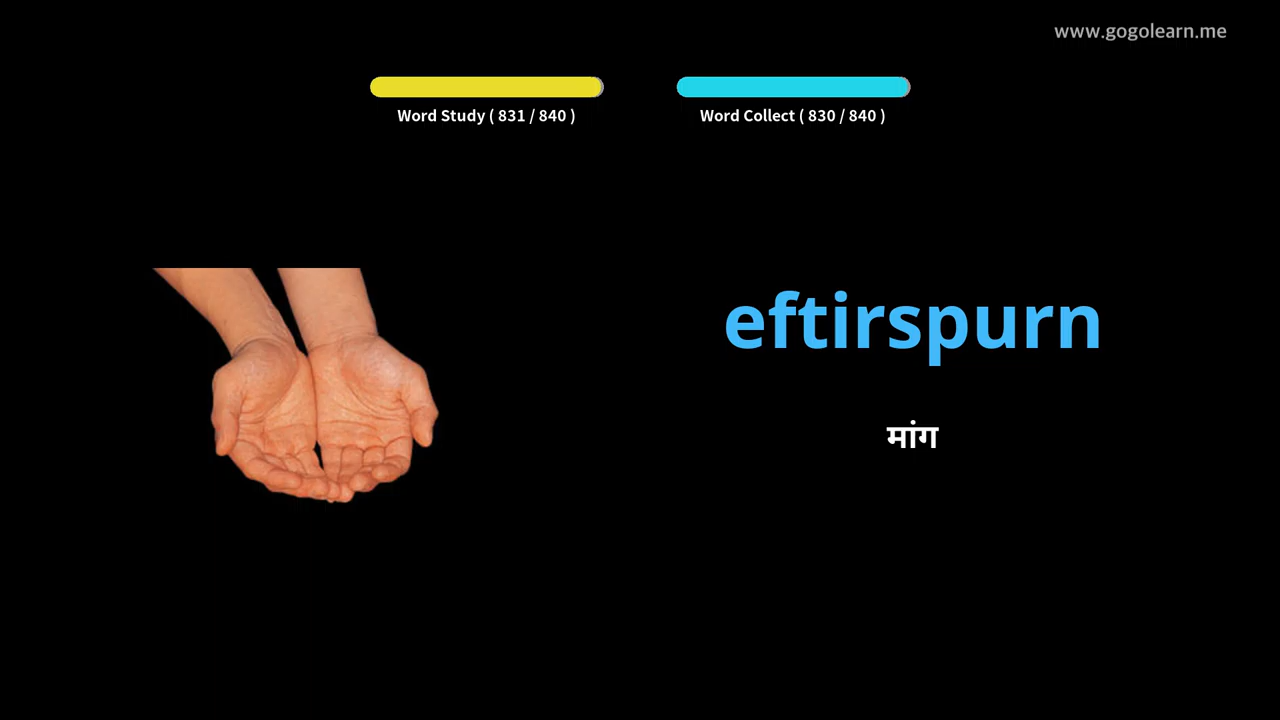 www.gogolearn.me
Word Study ( 831 / 840 )
Word Collect ( 830 / 840 )
eftirspurn
मांग